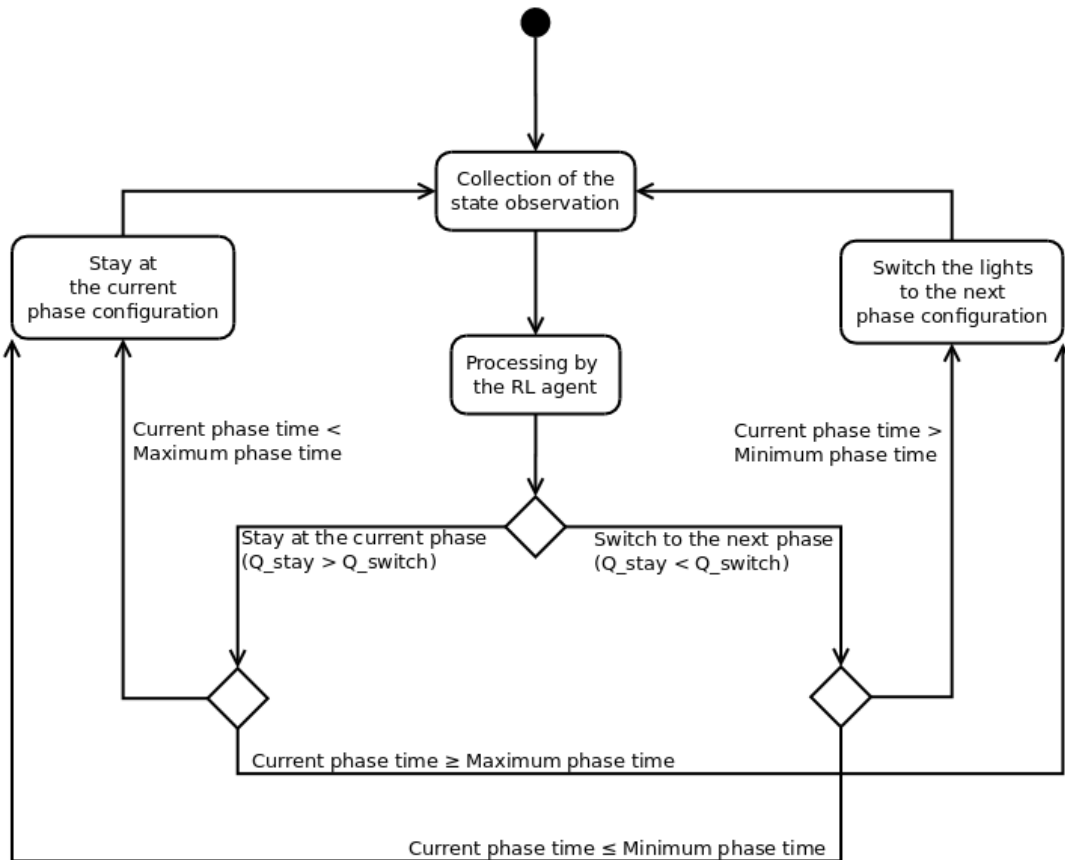 Collection of the
state observation
Stay at
the current
phase configuration
Switch the lights
to the next
phase configuration
Processing by
the RL agent
Current phase time <
Maximum phase time
Current phase time >
Minimum phase time
Stay at the current phase
(Q_stay > Q_switch)
Switch to the next phase
(Q_stay < Q_switch)
Current phase time ≥ Maximum phase time
Current phase time ≤ Minimum phase time